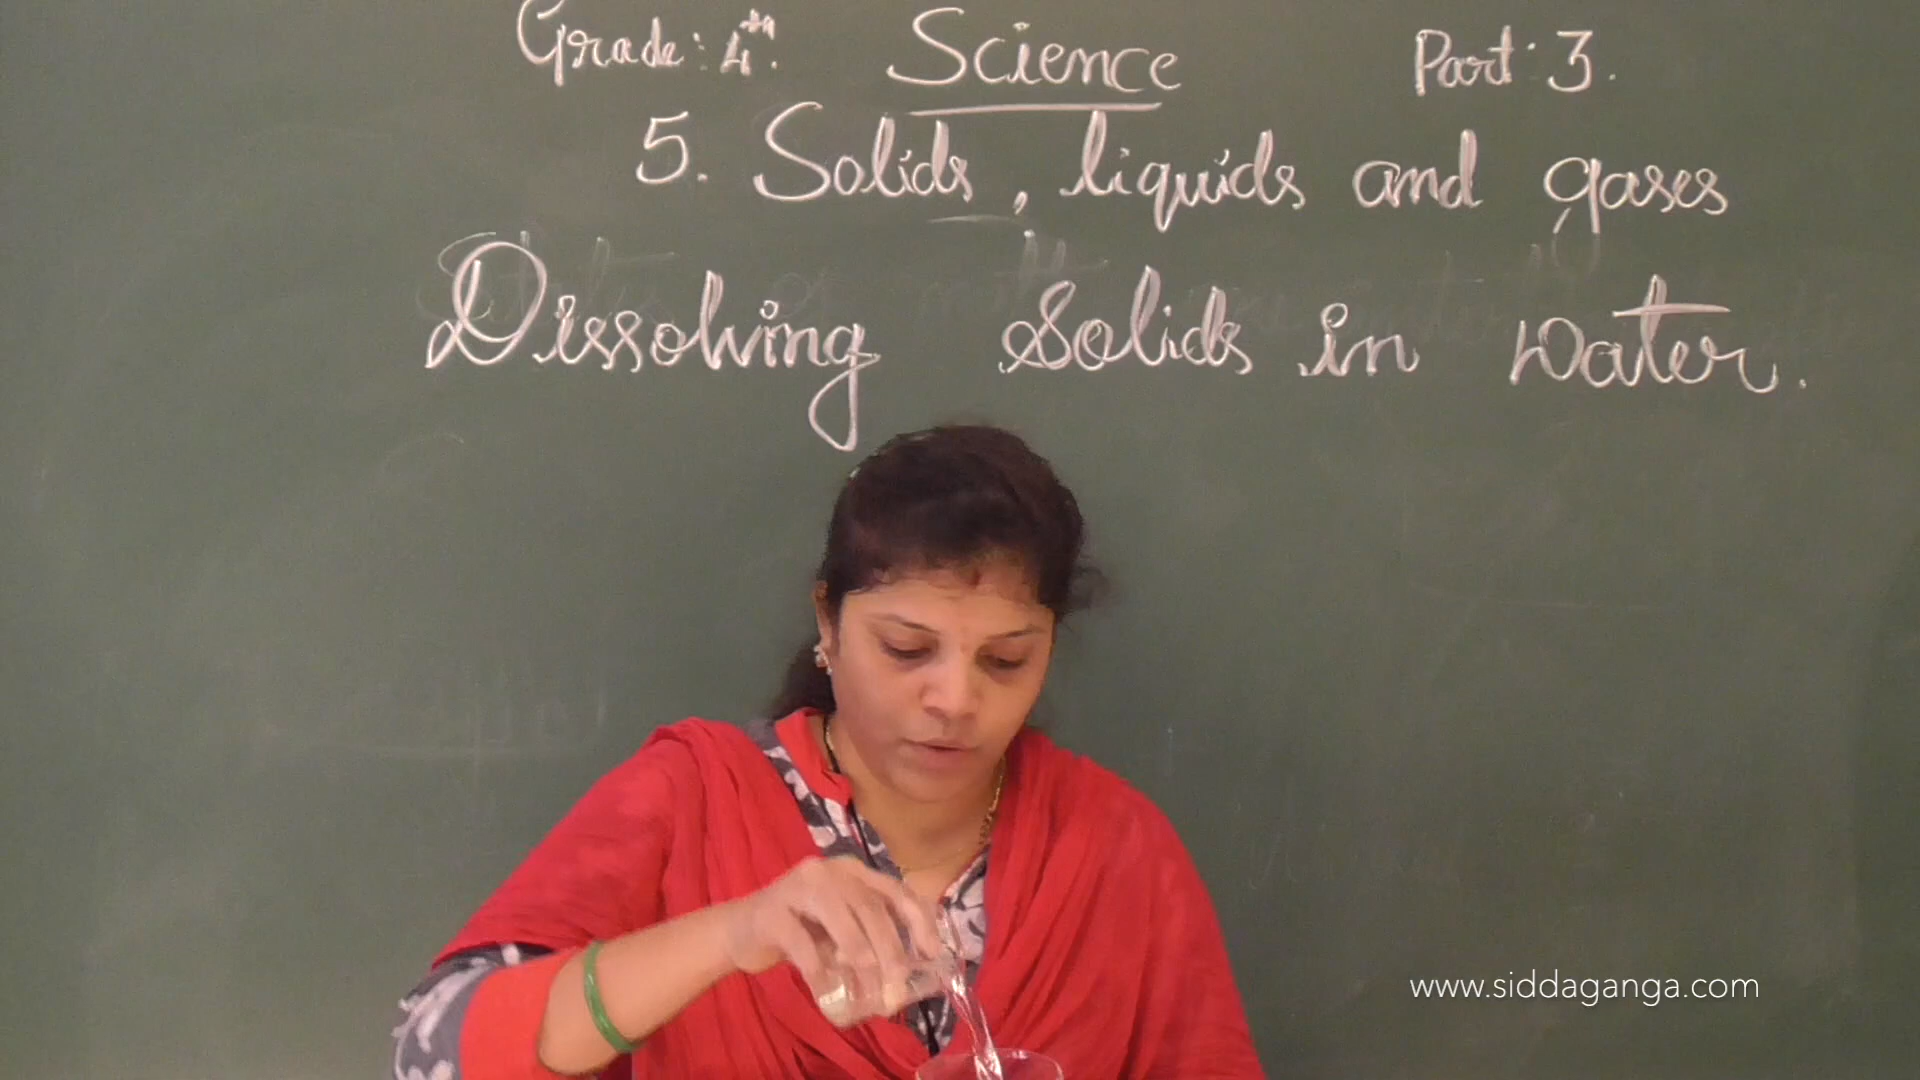 Grade: 4th. Science Part: 3.
5. Solids, liquids and gases
Dissolving Solids in water.
www.siddaganga.com